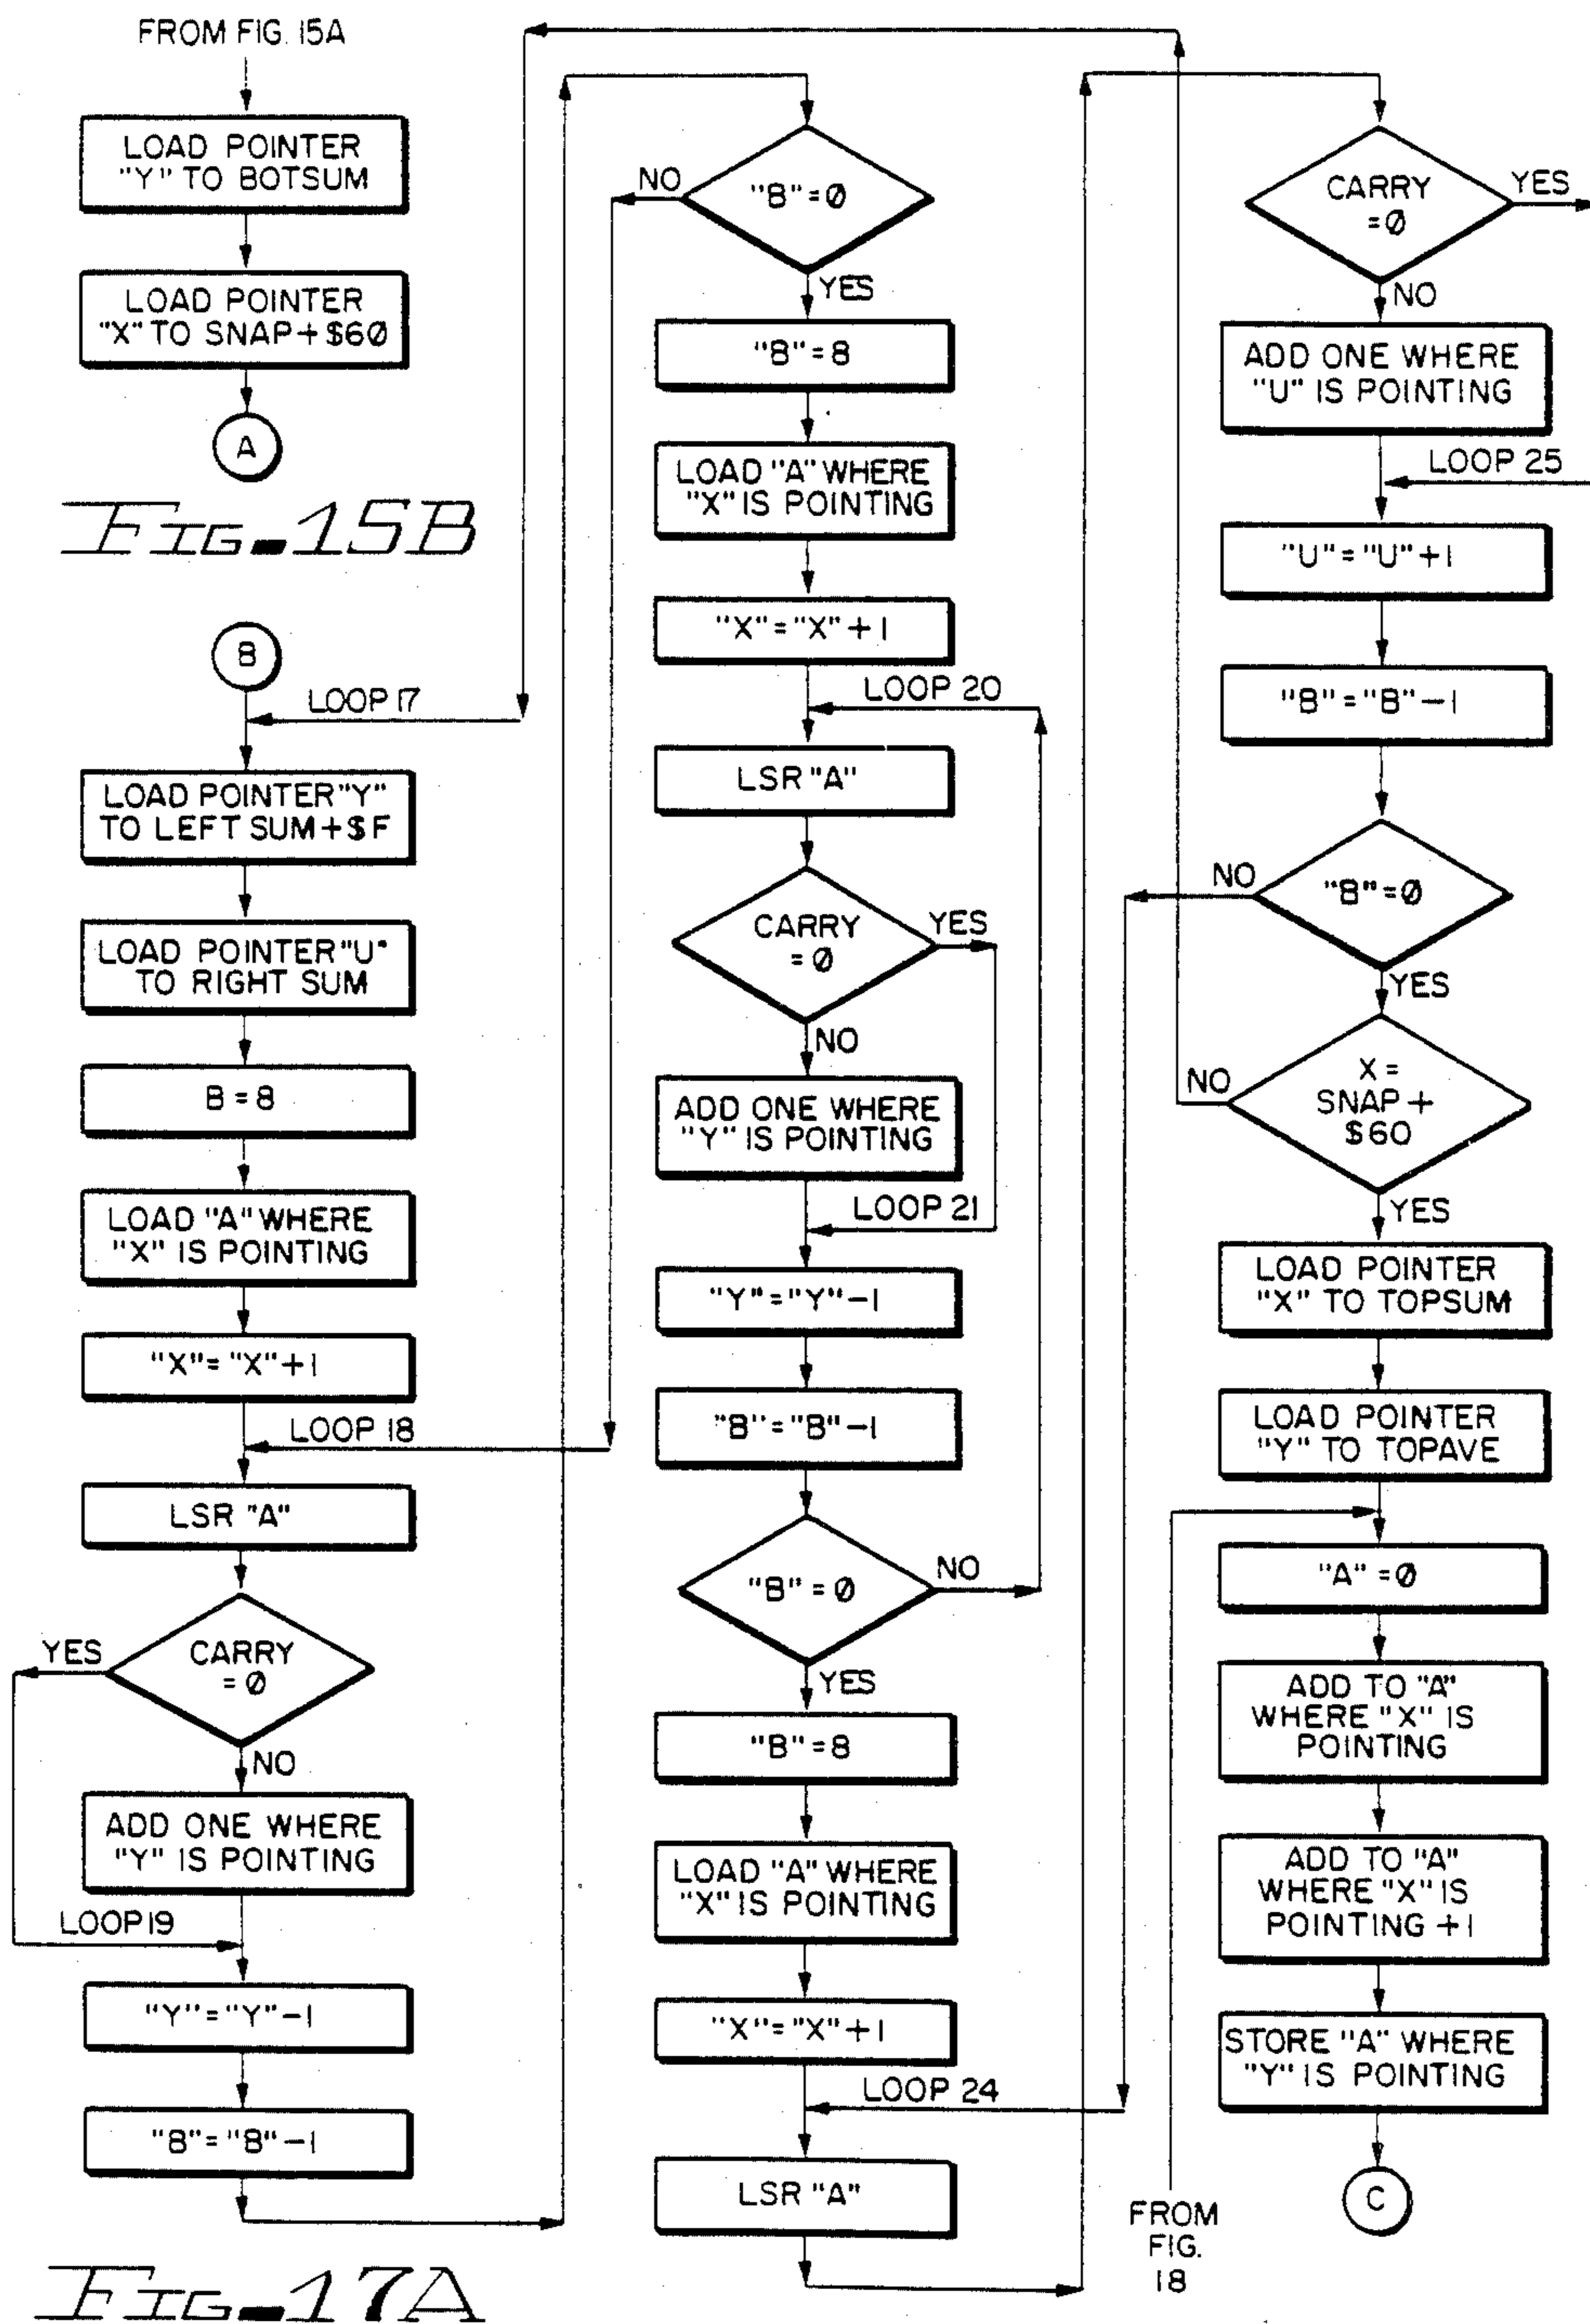 FROM FIG. 15A
LOAD POINTER
"Y" TO BOTSUM
LOAD POINTER
"X" TO SNAP+$60
A
FIG. 15B
B
LOOP 17
LOAD POINTER "Y"
TO LEFT SUM+$F
LOAD POINTER "U"
TO RIGHT SUM
B=8
LOAD "A" WHERE
"X" IS POINTING
"X"="X"+1
LOOP 18
LSR "A"
YES
CARRY
=0
NO
ADD ONE WHERE
"Y" IS POINTING
LOOP 19
"Y"="Y"-1
"B"="B"-1
FIG. 17A
NO
"B"=0
YES
"B"=8
LOAD "A" WHERE
"X" IS POINTING
"X"="X"+1
LOOP 20
LSR "A"
CARRY
=0
YES
NO
ADD ONE WHERE
"Y" IS POINTING
LOOP 21
"Y"="Y"-1
"B"="B"-1
"B"=0
NO
YES
"B"=8
LOAD "A" WHERE
"X" IS POINTING
"X"="X"+1
LOOP 24
LSR "A"
CARRY
=0
YES
NO
ADD ONE WHERE
"U" IS POINTING
LOOP 25
"U"="U"+1
"B"="B"-1
NO
"B"=0
YES
NO
X=
SNAP+
$60
YES
LOAD POINTER
"X" TO TOPSUM
LOAD POINTER
"Y" TO TOPAVE
"A"=0
ADD TO "A"
WHERE "X" IS
POINTING
ADD TO "A"
WHERE "X" IS
POINTING +1
STORE "A" WHERE
"Y" IS POINTING
C
FROM
FIG.
18